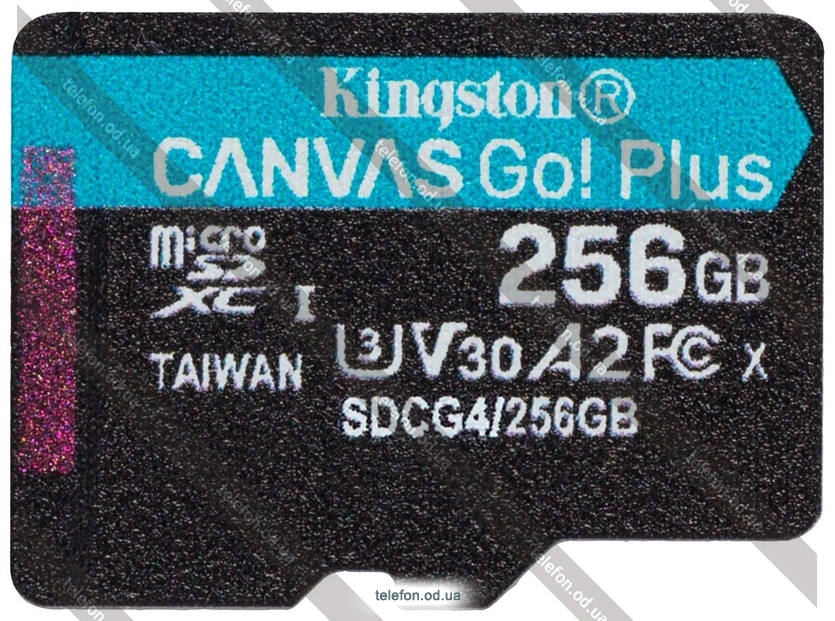 Kingston®
CANVAS Go! Plus
micro
SD
XC I
256GB
U3 V30 A2 FC X
TAIWAN
SDCG4/256GB
telefon.od.ua